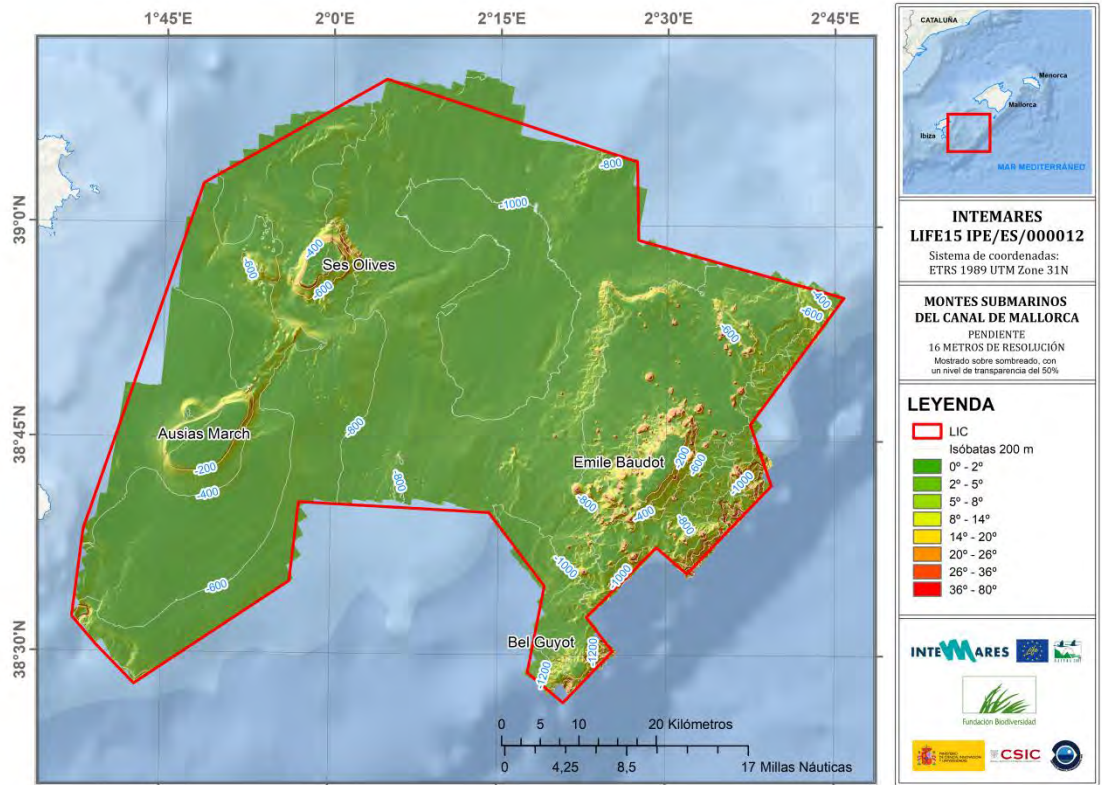 1°45'E
2°0'E
2°15'E
2°30'E
2°45'E
39°0'N
38°45'N
38°30'N
-800
-1000
-400
-600
Ses Olives
-600
-400
-600
-600
Ausias March
-200
-400
-800
-800
-600
Emile Baudot
-200
-600
-1000
-800
-400
-800
-1000
-1000
Bel Guyot
-1200
-1200
0 5 10 20 Kilómetros
0 4,25 8,5 17 Millas Náuticas
CATALUÑA
Menorca
Mallorca
Ibiza
MAR MEDITERRÁNEO
INTEMARES
LIFE15 IPE/ES/000012
Sistema de coordenadas:
ETRS 1989 UTM Zone 31N
MONTES SUBMARINOS
DEL CANAL DE MALLORCA
PENDIENTE
16 METROS DE RESOLUCIÓN
Mostrado sobre sombreado, con
un nivel de transparencia del 50%
LEYENDA
LIC
Isóbatas 200 m
0º - 2º
2º - 5º
5º - 8º
8º - 14º
14º - 20º
20º - 26º
26º - 36º
36º - 80º
INTEMARES
Fundación Biodiversidad
CSIC